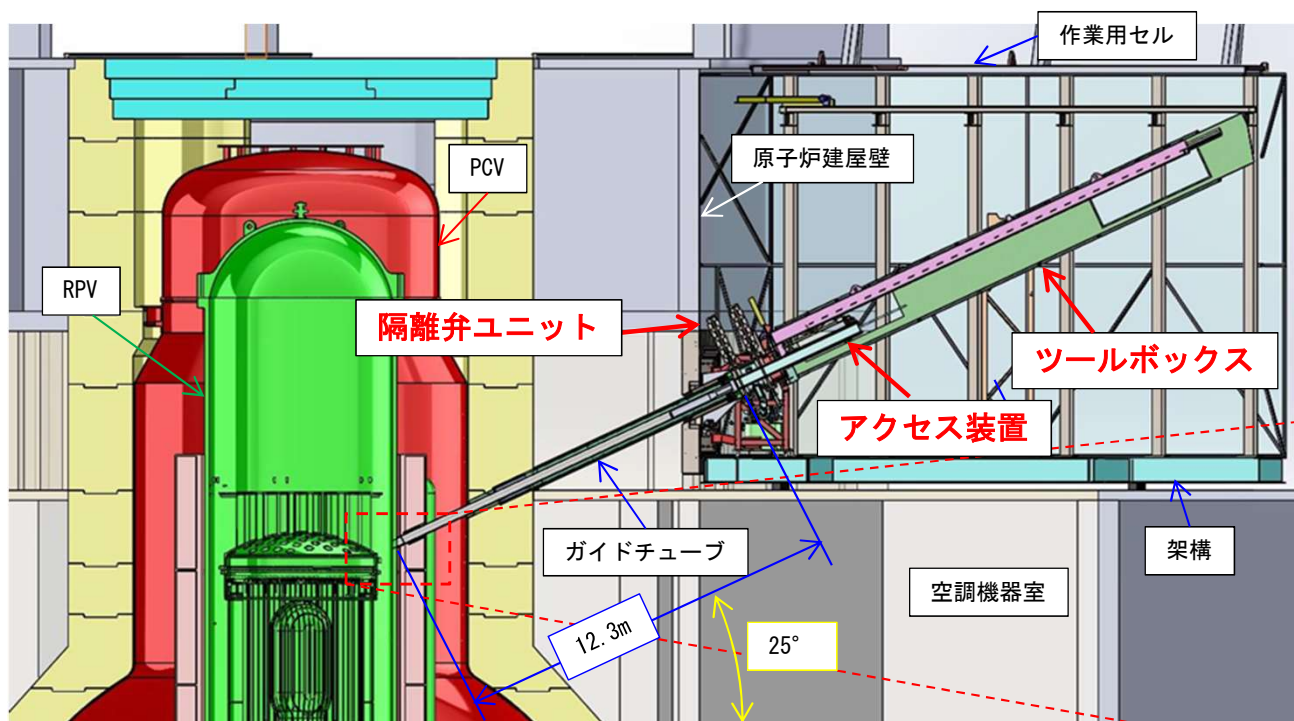 作業用セル
原子炉建屋壁
PCV
RPV
隔離弁ユニット
ツールボックス
アクセス装置
ガイドチューブ
架構
空調機器室
12.3m
25°